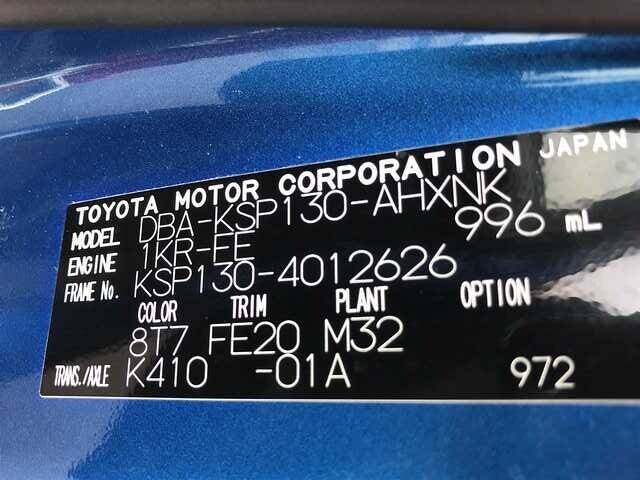 TOYOTA MOTOR CORPORATION JAPAN
MODEL DBA-KSP130-AHXNK
ENGINE 1KR-FE 996 mL
FRAME No. KSP130-4012626
COLOR TRIM PLANT OPTION
8T7 FE20 M32
TRANS./AXLE K410 -01A 972